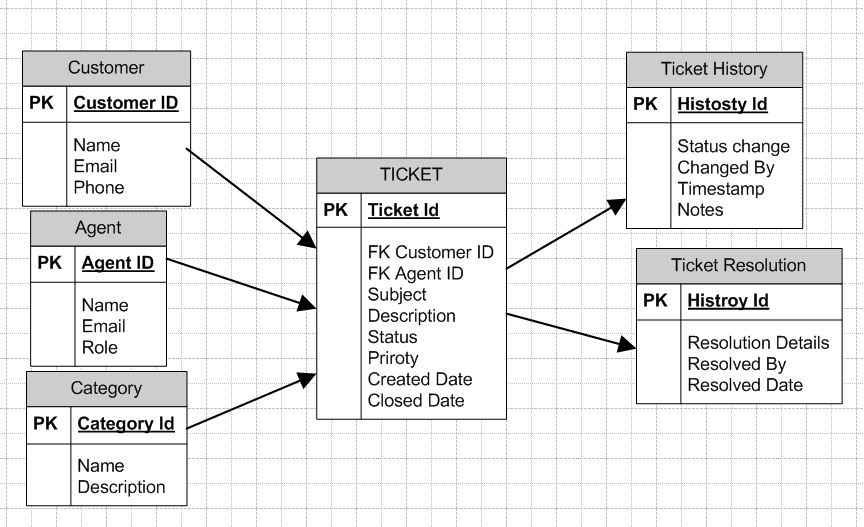 Customer
PK Customer ID
Name
Email
Phone
Agent
PK Agent ID
Name
Email
Role
Category
PK Category Id
Name
Description
TICKET
PK Ticket Id
FK Customer ID
FK Agent ID
Subject
Description
Status
Priroty
Created Date
Closed Date
Ticket History
PK Histosty Id
Status change
Changed By
Timestamp
Notes
Ticket Resolution
PK Histroy Id
Resolution Details
Resolved By
Resolved Date